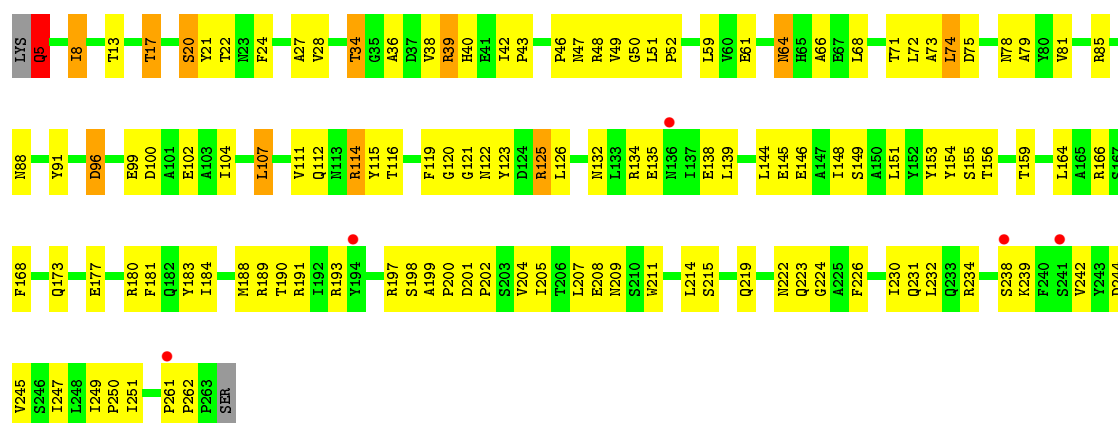 LYS Q5 I8 T13 T17 S20 Y21 T22 N23 F24 A27 V28 T34 G35 A36 D37 V38 R39 H40 E41 I42 P43 P46 N47 R48 V49 G50 L51 P52 L59 V60 E61 N64 H65 A66 E67 L68 T71 L72 A73 L74 D75 N78 A79 Y80 V81 R85
N88 Y91 D96 E99 D100 A101 E102 A103 I104 L107 V111 Q112 N113 R114 Y115 T116 F119 G120 G121 N122 Y123 D124 R125 L126 N132 L133 R134 E135 N136 I137 E138 L139 L144 E145 E146 A147 I148 S149 A150 L151 Y152 Y153 Y154 S155 T156 T159 L164 A165 R166 S167
F168 Q173 E177 R180 F181 Q182 Y183 I184 M188 R189 T190 R191 I192 R193 Y194 R197 S198 A199 P200 D201 P202 S203 V204 I205 T206 L207 E208 N209 S210 W211 L214 S215 Q219 N222 Q223 G224 A225 F226 I230 Q231 L232 Q233 R234 S238 K239 F240 S241 V242 Y243 D244
V245 S246 I247 L248 I249 P250 I251 P261 P262 P263 SER